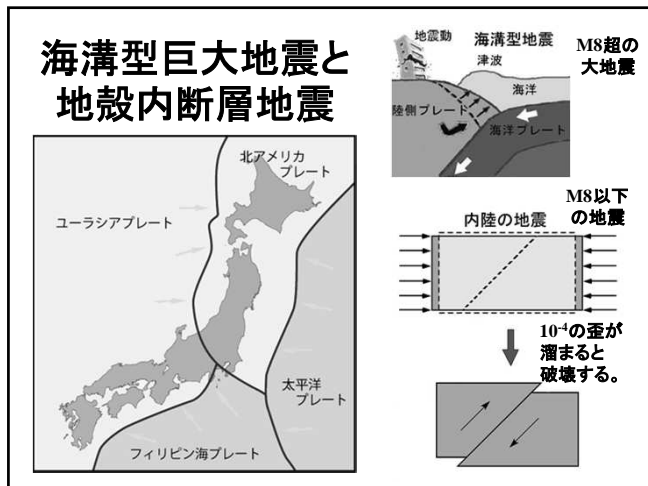 海溝型巨大地震と
地殻内断層地震
北アメリカ
プレート
ユーラシアプレート
太平洋
プレート
フィリピン海プレート
地震動
海溝型地震
津波
海洋
陸側プレート
海洋プレート
M8超の
大地震
M8以下
の地震
内陸の地震
10⁻⁴の歪が
溜まると
破壊する。